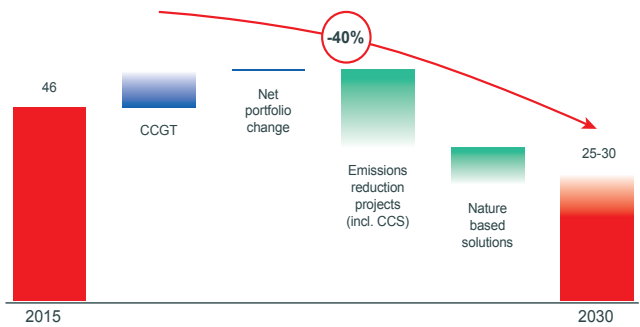 -40%
46
CCGT
Net
portfolio
change
Emissions
reduction
projects
(incl. CCS)
Nature
based
solutions
25-30
2015
2030